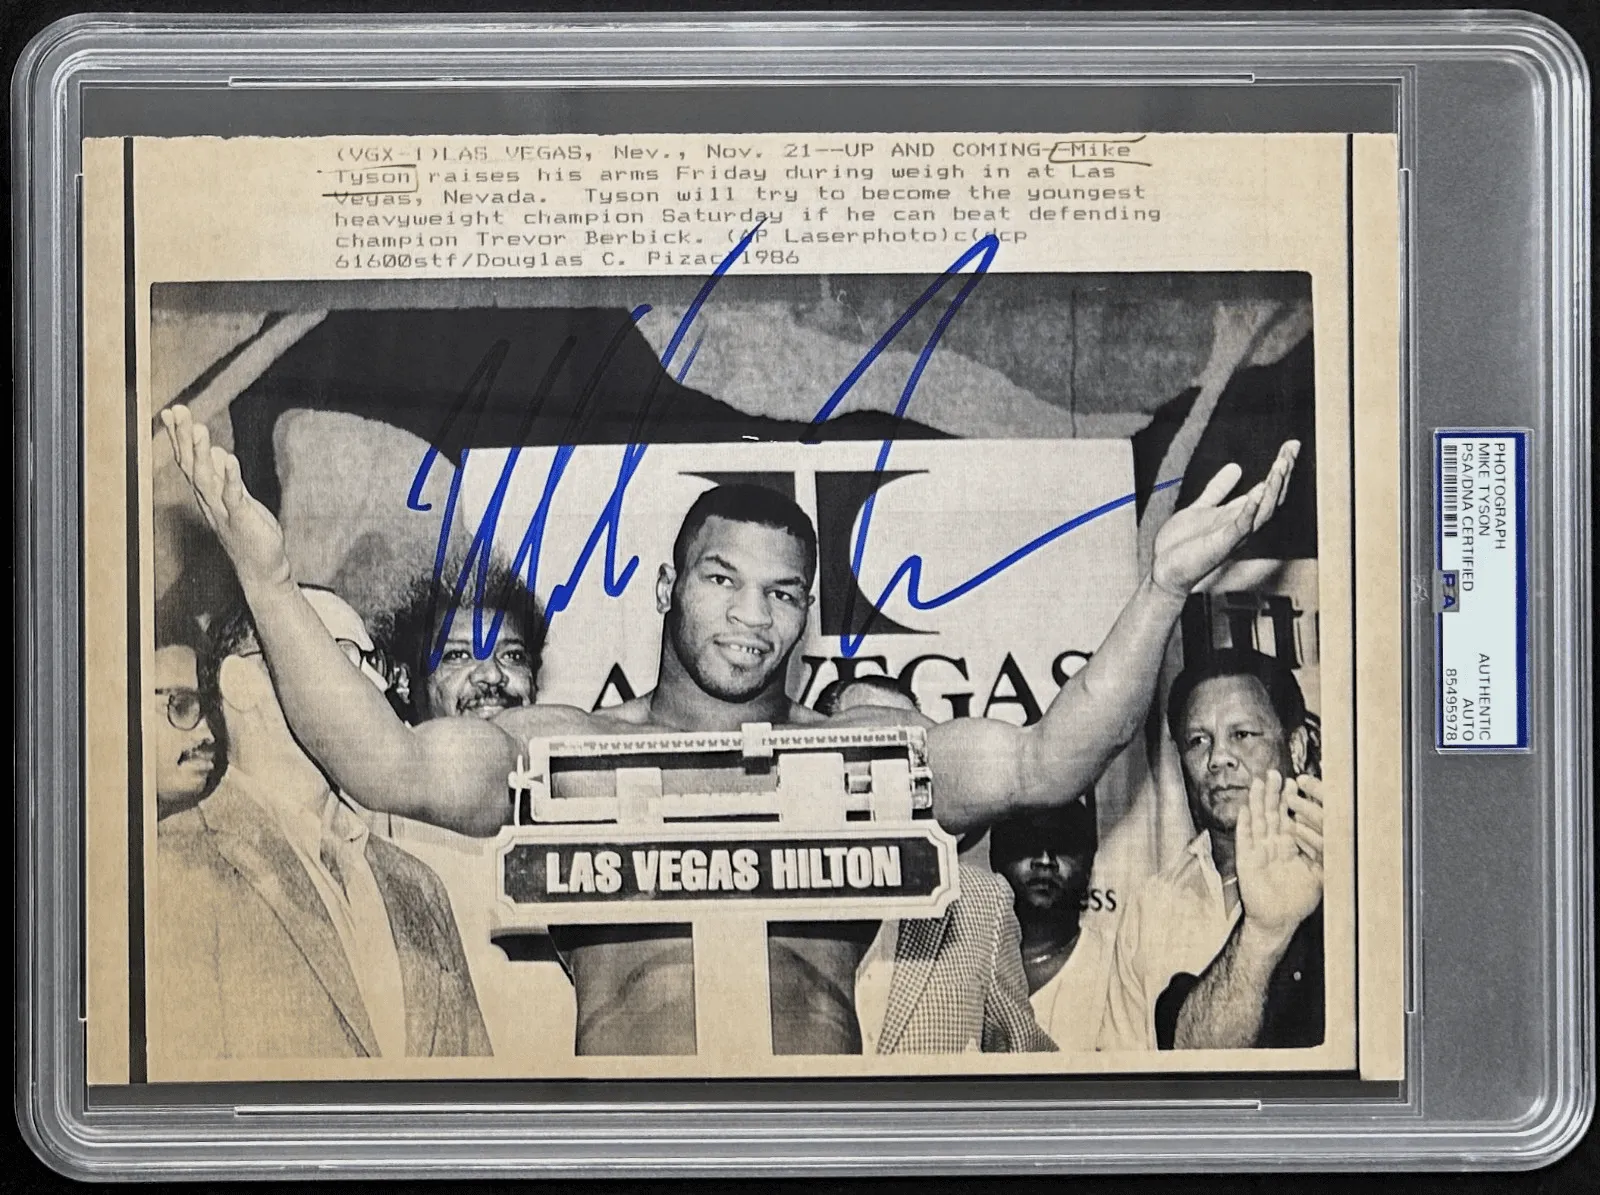 (VGX-1)LAS VEGAS, Nev., Nov. 21--UP AND COMING--Mike
Tyson raises his arms Friday during weigh in at Las
Vegas, Nevada. Tyson will try to become the youngest
heavyweight champion Saturday if he can beat defending
champion Trevor Berbick. (AP Laserphoto)c(dcp
61600stf/Douglas C. Pizac 1986
LAS VEGAS
LAS VEGAS HILTON
ess
PHOTOGRAPH
MIKE TYSON
PSA/DNA CERTIFIED
AUTHENTIC
AUTO
85495978